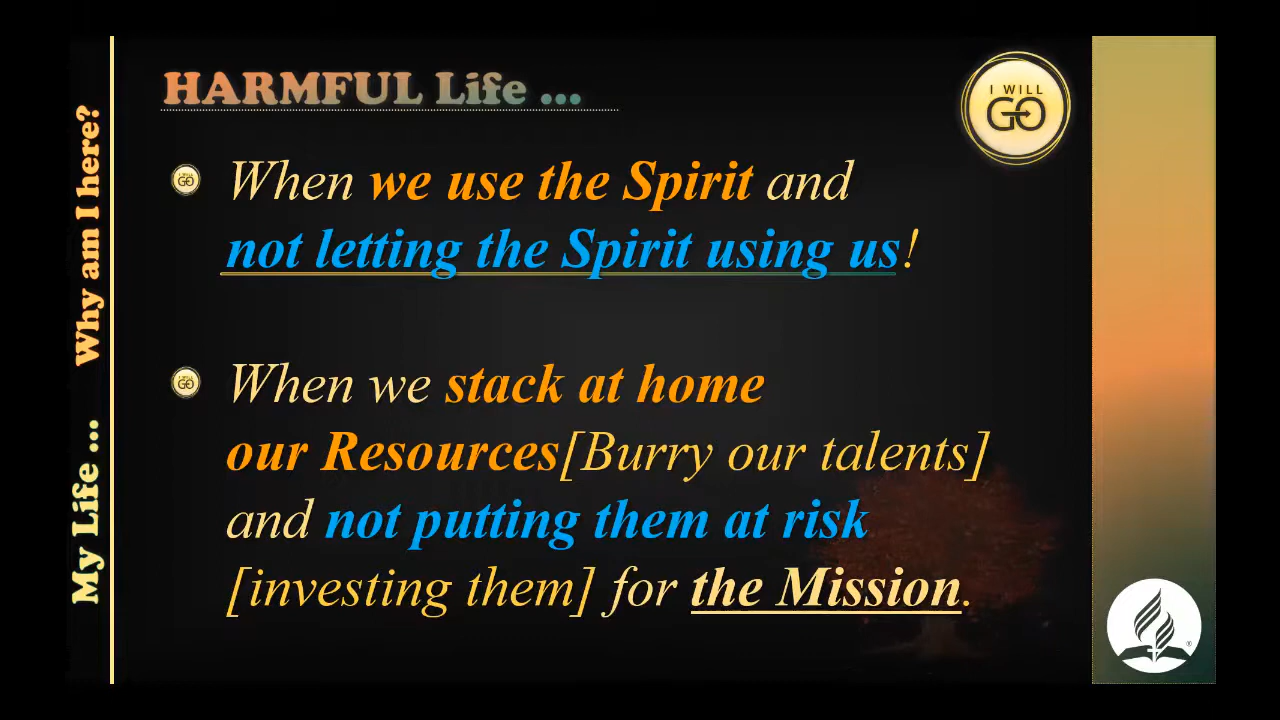 HARMFUL Life ...
I WILL
GO
When we use the Spirit and
not letting the Spirit using us!
When we stack at home
our Resources[Burry our talents]
and not putting them at risk
[investing them] for the Mission.
My Life ... Why am I here?